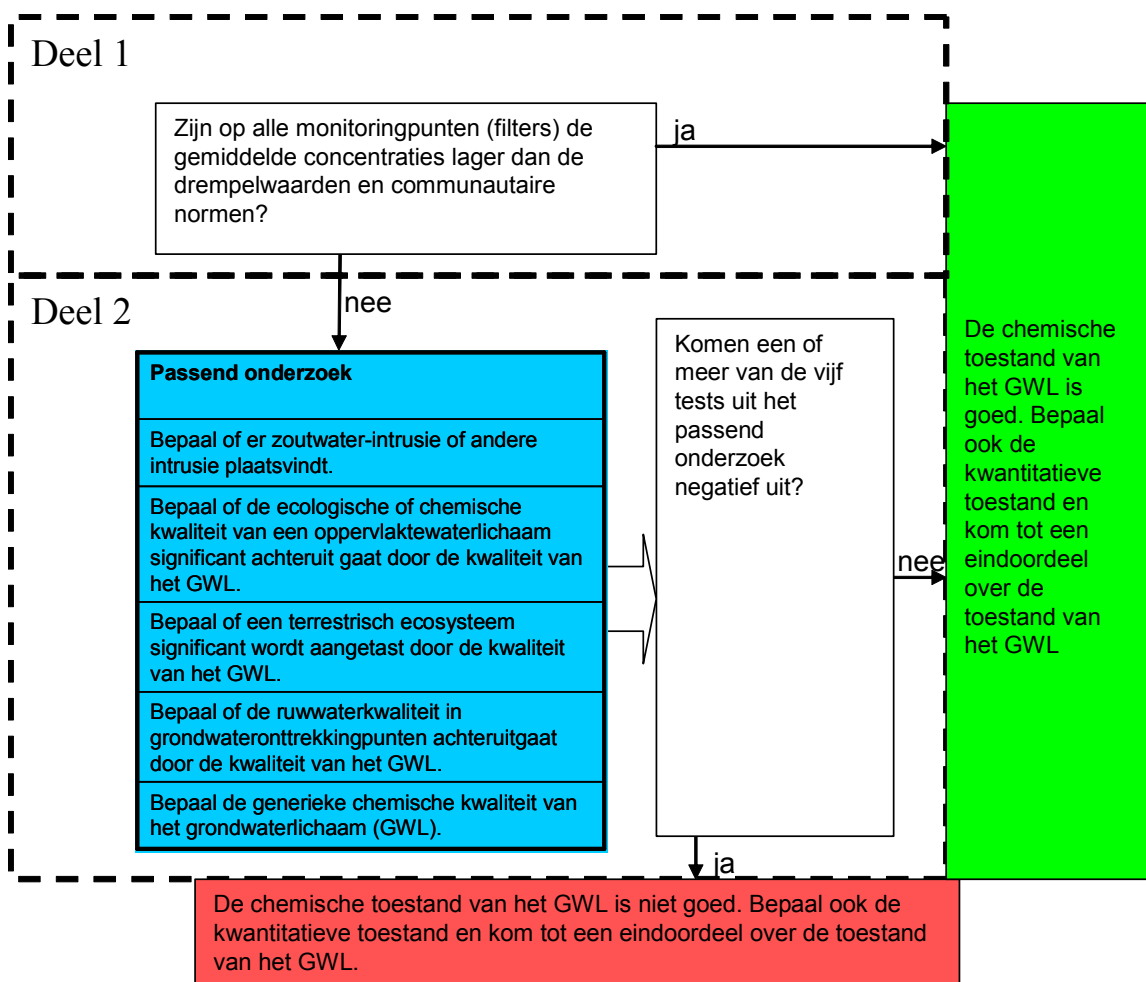 Deel 1
Zijn op alle monitoringpunten (filters) de
gemiddelde concentraties lager dan de
drempelwaarden en communautaire
normen?
ja
nee
Deel 2
Passend onderzoek
Bepaal of er zoutwater-intrusie of andere
intrusie plaatsvindt.
Bepaal of de ecologische of chemische
kwaliteit van een oppervlaktewaterlichaam
significant achteruit gaat door de kwaliteit van
het GWL.
Bepaal of een terrestrisch ecosysteem
significant wordt aangetast door de kwaliteit
van het GWL.
Bepaal of de ruwwaterkwaliteit in
grondwateronttrekkingpunten achteruitgaat
door de kwaliteit van het GWL.
Bepaal de generieke chemische kwaliteit van
het grondwaterlichaam (GWL).
Komen een of
meer van de vijf
tests uit het
passend
onderzoek
negatief uit?
nee
ja
De chemische
toestand van
het GWL is
goed. Bepaal
ook de
kwantitatieve
toestand en
kom tot een
eindoordeel
over de
toestand van
het GWL
De chemische toestand van het GWL is niet goed. Bepaal ook de
kwantitatieve toestand en kom tot een eindoordeel over de toestand
van het GWL.